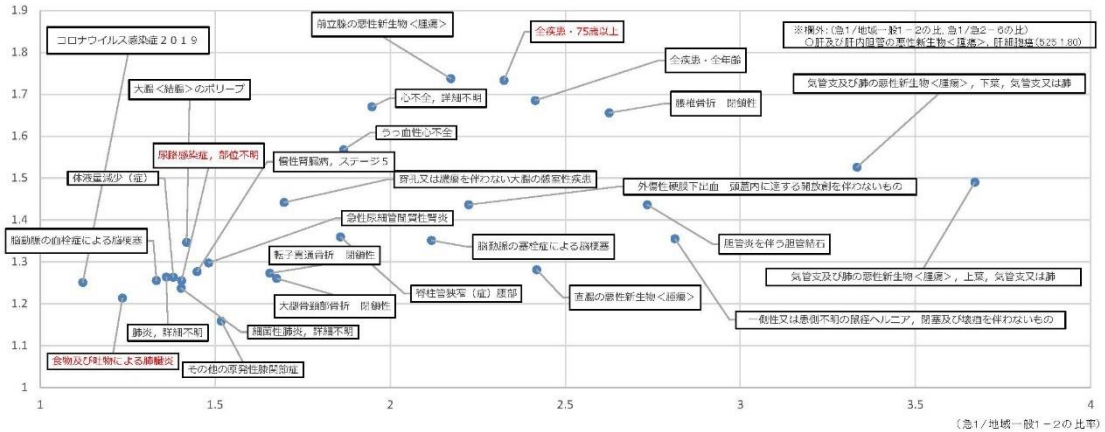 1.9
1.8
1.7
1.6
1.5
1.4
1.3
1.2
1.1
1
コロナウイルス感染症2019
前立腺の悪性新生物<腫瘍>
全疾患・75歳以上
※欄外:(急1/地域一般1-2の比, 急1/急2-6の比)
〇肝及び肝内胆管の悪性新生物<腫瘍>, 肝細胞癌(5.25 1.80)
全疾患・全年齢
大腸<結腸>のポリープ
心不全, 詳細不明
気管支及び肺の悪性新生物<腫瘍>, 下葉, 気管支又は肺
腰椎骨折 閉鎖性
うっ血性心不全
尿路感染症, 部位不明
慢性腎臓病, ステージ5
体液量減少(症)
穿孔又は膿瘍を伴わない大腸の憩室性疾患
外傷性硬膜下出血 頭蓋内に達する開放創を伴わないもの
急性尿細管間質性腎炎
脳動脈の血栓症による脳梗塞
転子貫通骨折 閉鎖性
脳動脈の塞栓症による脳梗塞
胆管炎を伴う胆管結石
気管支及び肺の悪性新生物<腫瘍>, 上葉, 気管支又は肺
脊柱管狭窄(症)腰部
直腸の悪性新生物<腫瘍>
大腿骨頚部骨折 閉鎖性
一側性又は患側不明の鼠径ヘルニア, 閉塞及び壊疽を伴わないもの
肺炎, 詳細不明
細菌性肺炎, 詳細不明
食物及び吐物による肺臓炎
その他の原発性膝関節症
1 1.5 2 2.5 3 3.5 4
(急1/地域一般1-2の比率)